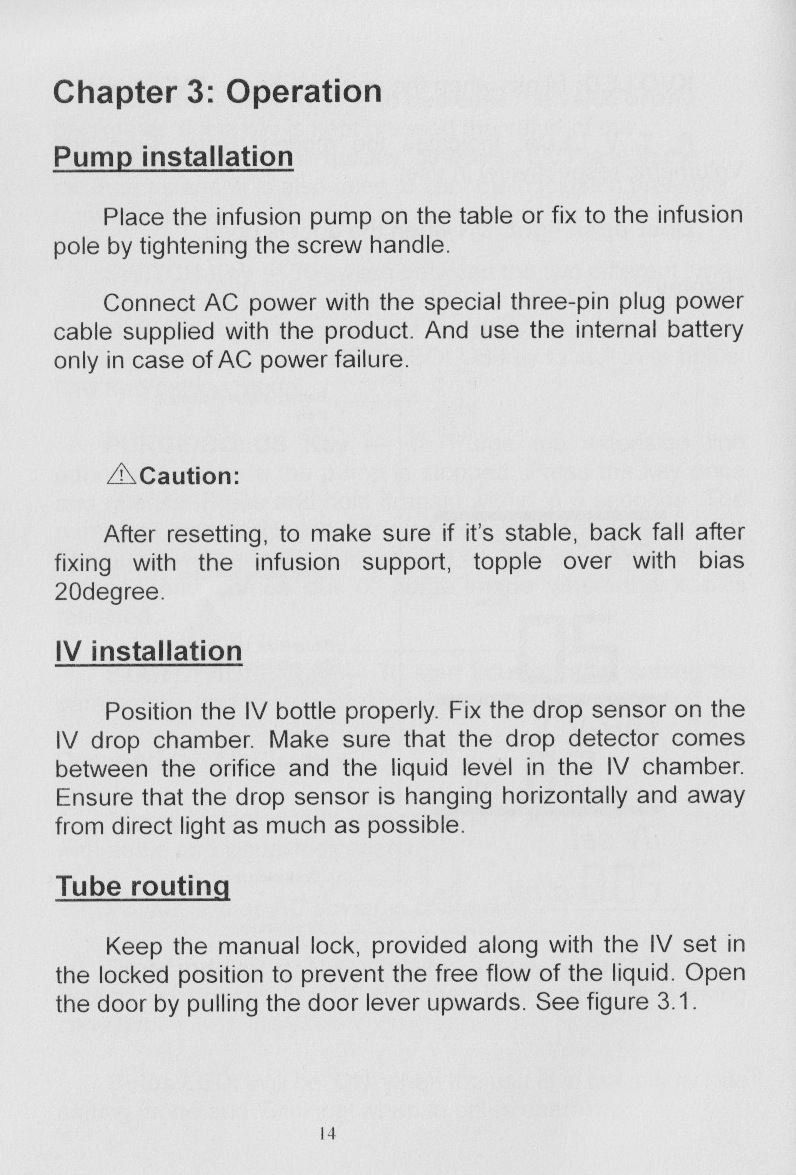 Chapter 3: Operation
Pump installation
Place the infusion pump on the table or fix to the infusion
pole by tightening the screw handle.
Connect AC power with the special three-pin plug power
cable supplied with the product. And use the internal battery
only in case of AC power failure.
⚠Caution:
After resetting, to make sure if it's stable, back fall after
fixing with the infusion support, topple over with bias
20degree.
IV installation
Position the IV bottle properly. Fix the drop sensor on the
IV drop chamber. Make sure that the drop detector comes
between the orifice and the liquid level in the IV chamber.
Ensure that the drop sensor is hanging horizontally and away
from direct light as much as possible.
Tube routing
Keep the manual lock, provided along with the IV set in
the locked position to prevent the free flow of the liquid. Open
the door by pulling the door lever upwards. See figure 3.1.
14